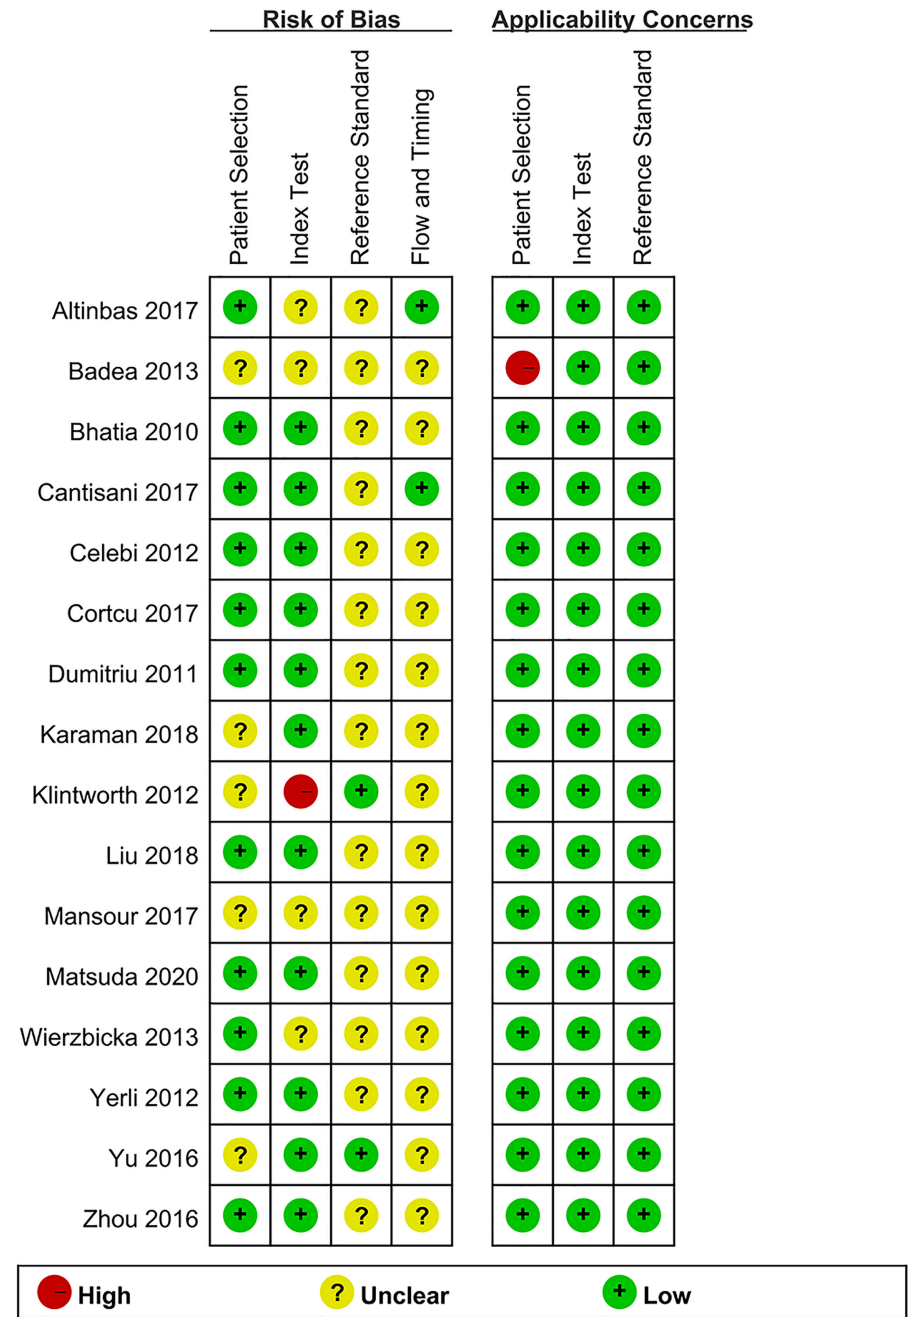 Risk of Bias Applicability Concerns
Patient Selection
Index Test
Reference Standard
Flow and Timing
Patient Selection
Index Test
Reference Standard
Altinbas 2017 + ? ? + + + +
Badea 2013 ? ? ? ? – + +
Bhatia 2010 + + ? ? + + +
Cantisani 2017 + + ? + + + +
Celebi 2012 + + ? ? + + +
Cortcu 2017 + + ? ? + + +
Dumitriu 2011 + + ? ? + + +
Karaman 2018 ? + ? ? + + +
Klintworth 2012 ? – + ? + + +
Liu 2018 + + ? ? + + +
Mansour 2017 ? ? ? ? + + +
Matsuda 2020 + + ? ? + + +
Wierzbicka 2013 + ? ? ? + + +
Yerli 2012 + + ? ? + + +
Yu 2016 ? + + ? + + +
Zhou 2016 + + ? ? + + +
– High ? Unclear + Low